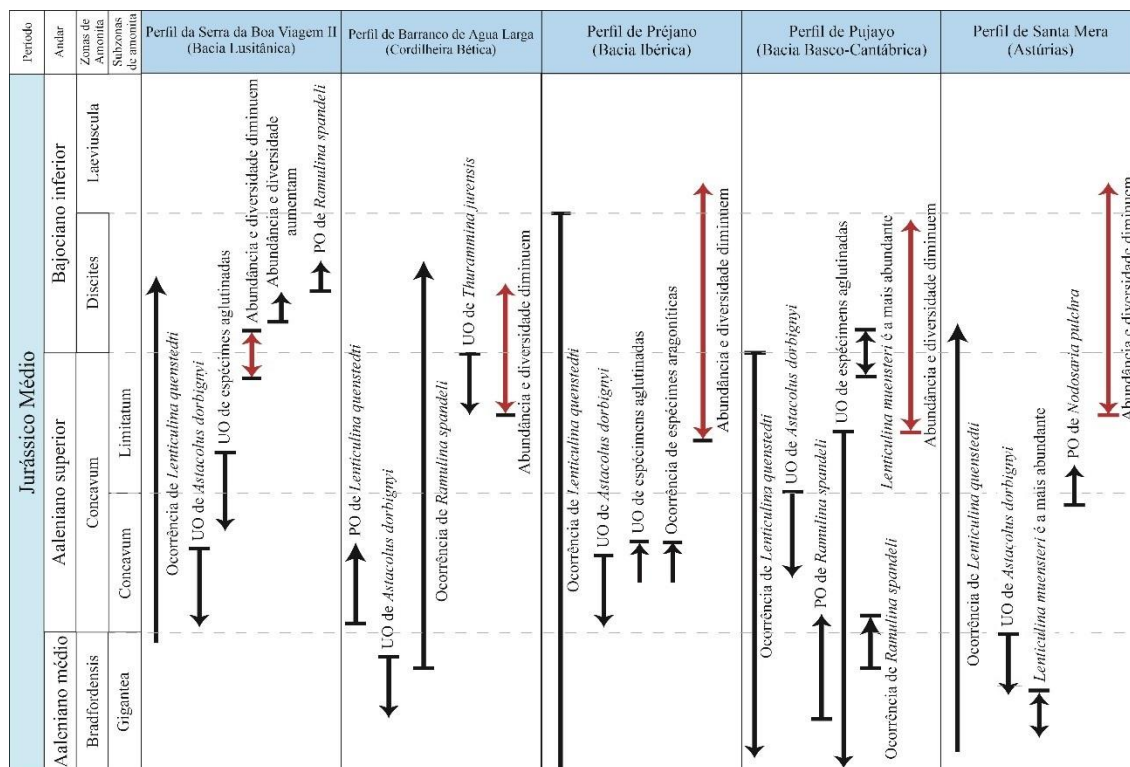 Período
Andar
Zonas de
Amonita
Subzonas
de amonita
Perfil da Serra da Boa Viagem II
(Bacia Lusitânica)
Perfil de Barranco de Agua Larga
(Cordilheira Bética)
Perfil de Préjano
(Bacia Ibérica)
Perfil de Pujayo
(Bacia Basco-Cantábrica)
Perfil de Santa Mera
(Astúrias)
Jurássico Médio
Bajociano inferior
Aaleniano superior
Aaleniano médio
Laeviuscula
Discites
Concavum
Bradfordensis
Limitatum
Concavum
Gigantea
Ocorrência de Lenticulina quenstedti
UO de Astacolus dorbignyi
UO de espécimes aglutinadas
Abundância e diversidade diminuem
Abundância e diversidade
aumentam
PO de Ramulina spandeli
PO de Lenticulina quenstedti
UO de Astacolus dorbignyi
Ocorrência de Ramulina spandeli
UO de Thurammina jurensis
Abundância e diversidade diminuem
Ocorrência de Lenticulina quenstedti
UO de Astacolus dorbignyi
UO de espécimes aglutinadas
Ocorrência de espécies aragoníticas
Abundância e diversidade diminuem
Ocorrência de Lenticulina quenstedti
UO de Astacolus dorbignyi
PO de Ramulina spandeli
UO de espécimens aglutinadas
Ocorrência de Ramulina spandeli
Lenticulina muensteri é a mais abundante
Abundância e diversidade diminuem
Ocorrência de Lenticulina quenstedtii
UO de Astacolus dorbignyi
Lenticulina muensteri é a mais abundante
PO de Nodosaria pulchra
Abundância e diversidade diminuem